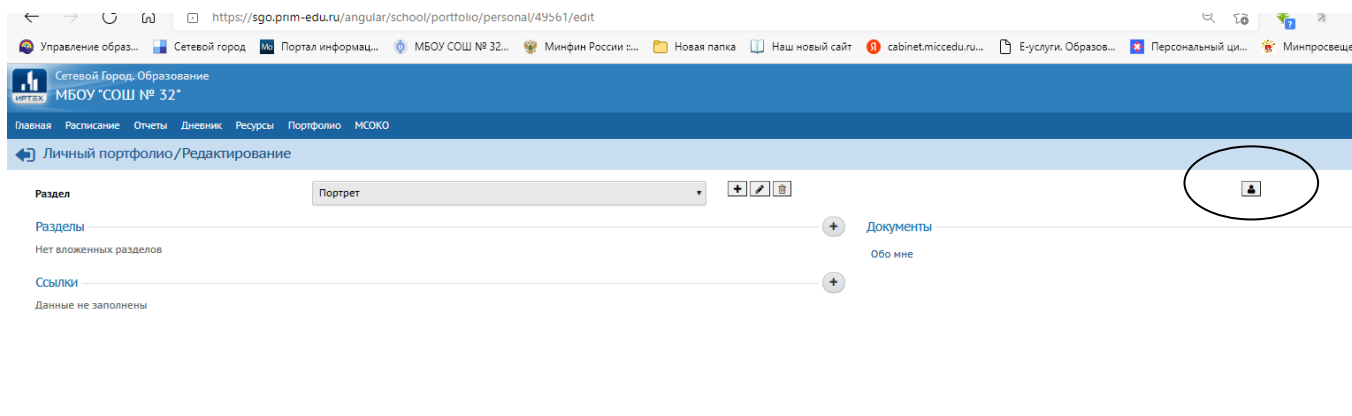 https://sgo.prim-edu.ru/angular/school/portfolio/personal/49561/edit
Управление образ... Сетевой город Мо Портал информац... МБОУ СОШ № 32... Минфин России ::... Новая папка Наш новый сайт Я cabinet.miccedu.ru... Е-услуги. Образов... Персональный ци... Минпросвеще
Сетевой Город. Образование
ИРТЕХ МБОУ "СОШ № 32"
Главная Расписание Отчеты Дневник Ресурсы Портфолио МСОКО
Личный портфолио/Редактирование
Раздел Портрет
Разделы Документы
Нет вложенных разделов Обо мне
Ссылки
Данные не заполнены